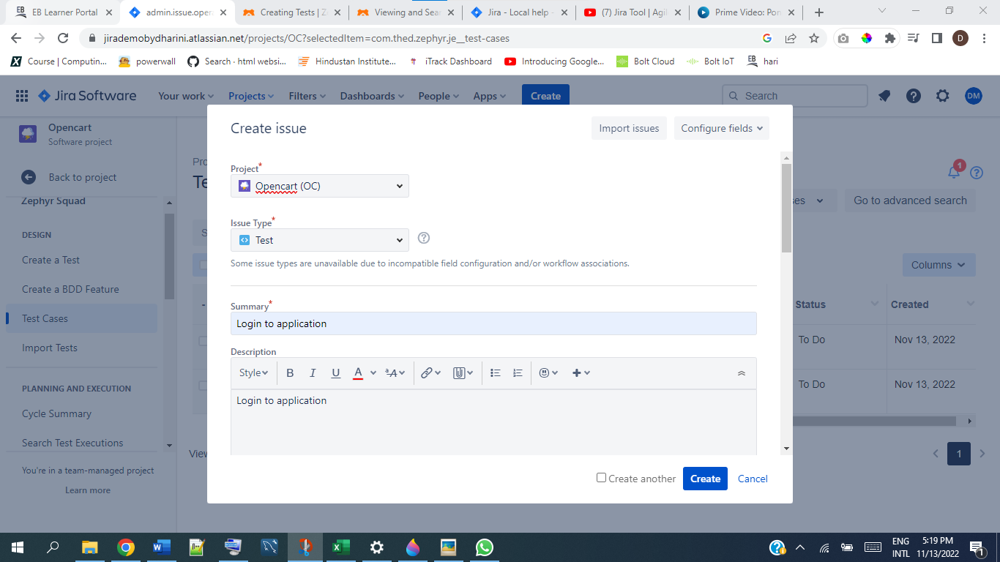 EB Learner Portal
admin.issue.oper
Creating Tests | Z
Viewing and Sear
Jira - Local help -
(7) Jira Tool | Agil
Prime Video: Pon
jirademobydharini.atlassian.net/projects/OC?selectedItem=com.thed.zephyr.je__test-cases
D
Course | Computin...
powerwall
Search · html websi...
Hindustan Institute...
iTrack Dashboard
Introducing Google...
Bolt Cloud
Bolt IoT
hari
Jira Software
Your work
Projects
Filters
Dashboards
People
Apps
Create
Search
DM
Opencart
Software project
Back to project
Zephyr Squad
DESIGN
Create a Test
Create a BDD Feature
Test Cases
Import Tests
PLANNING AND EXECUTION
Cycle Summary
Search Test Executions
You're in a team-managed project
Learn more
Create issue
Import issues
Configure fields
Project*
Opencart (OC)
Issue Type*
Test
Some issue types are unavailable due to incompatible field configuration and/or workflow associations.
Summary*
Login to application
Description
Style
B I U A
Login to application
Create another
Create
Cancel
1
Go to advanced search
Columns
Status
Created
To Do
Nov 13, 2022
To Do
Nov 13, 2022
1
ENG
INTL
5:19 PM
11/13/2022
1